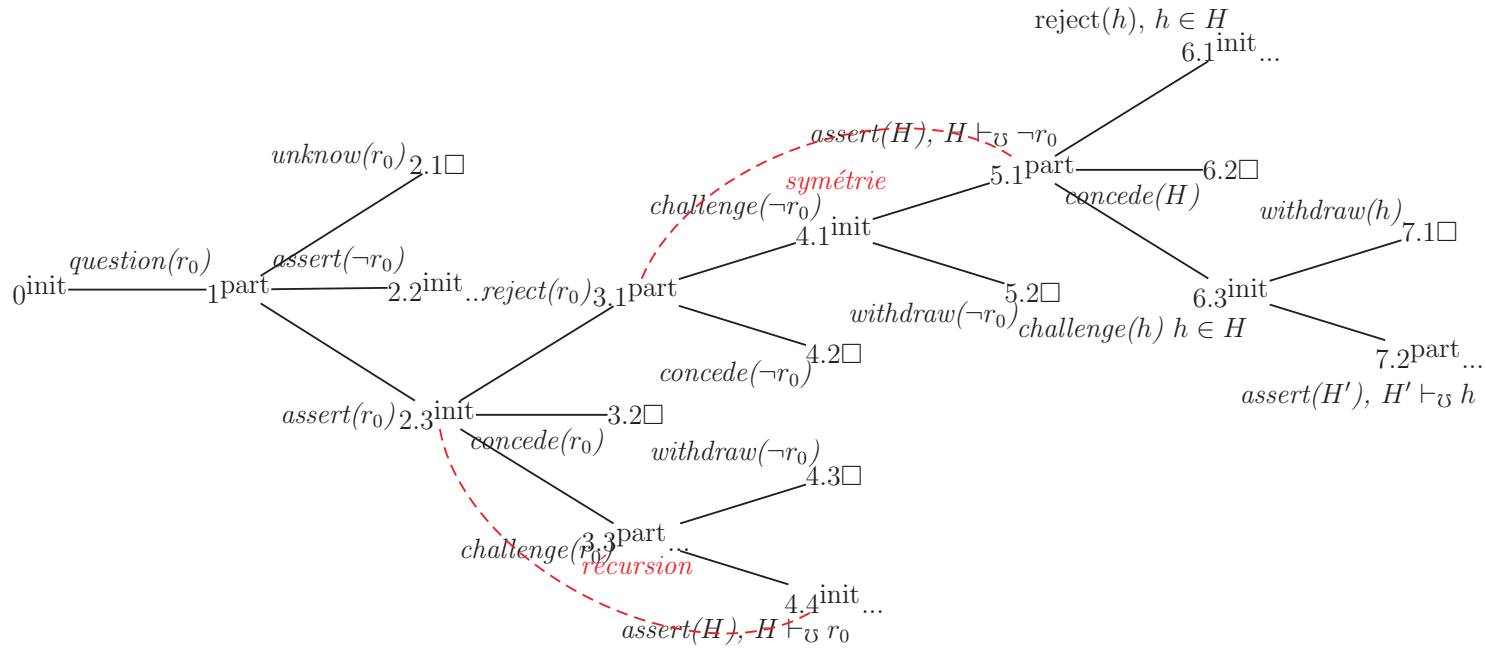 reject(h), h ∈ H
6.1init...
assert(H), H ⊢℧ ¬r0
unknow(r0) 2.1□
5.1part
6.2□
symétrie
concede(H)
challenge(¬r0)
withdraw(h)
4.1init
7.1□
question(r0)
assert(¬r0)
0init
1part
2.2init...
reject(r0) 3.1part
5.2□
6.3init
withdraw(¬r0)
challenge(h) h ∈ H
4.2□
7.2part...
concede(¬r0)
assert(H′), H′ ⊢℧ h
assert(r0) 2.3init
3.2□
concede(r0)
withdraw(¬r0)
4.3□
3.3part...
challenge(r0)
récursion
4.4init...
assert(H), H ⊢℧ r0